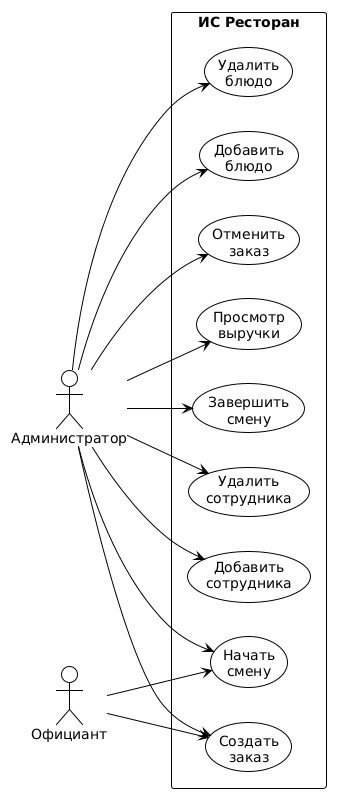 ИС Ресторан
Удалить
блюдо
Добавить
блюдо
Отменить
заказ
Просмотр
выручки
Завершить
смену
Администратор
Удалить
сотрудника
Добавить
сотрудника
Начать
смену
Официант
Создать
заказ